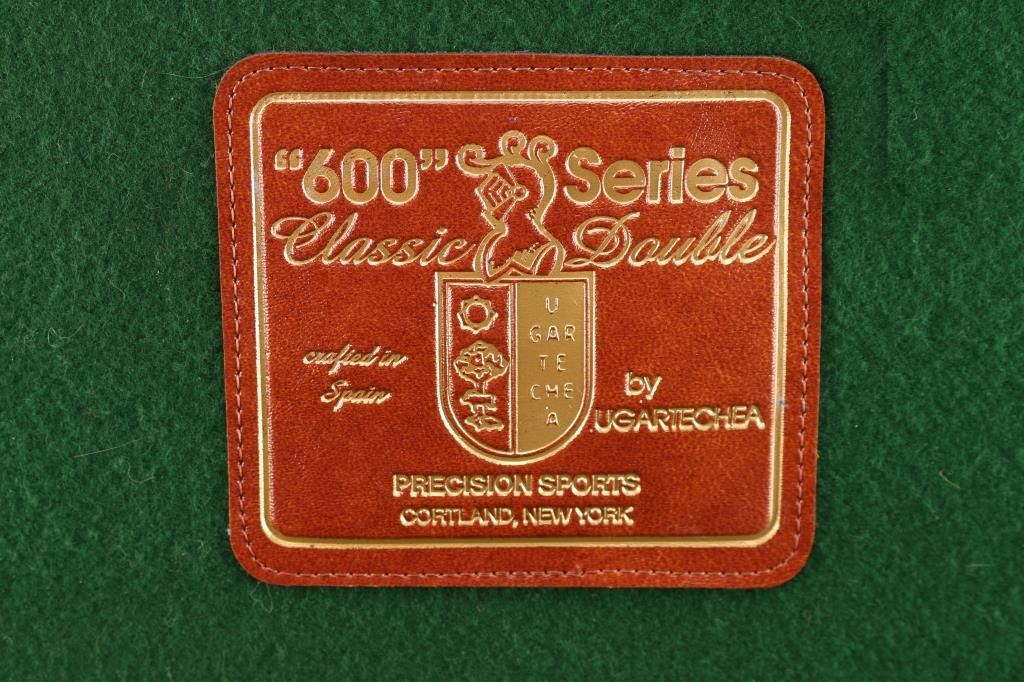 “600” Series
Classic Double
U
GAR
TE
CHE
A
crafted in
Spain
by
UGARTECHEA
PRECISION SPORTS
CORTLAND, NEW YORK